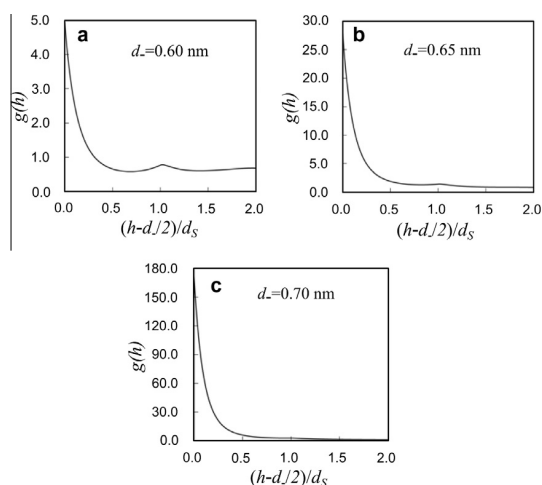 a
d-=0.60 nm
5.0
4.0
3.0
2.0
1.0
0.0
g(h)
0.0 0.5 1.0 1.5 2.0
(h-d-/2)/dS
b
d-=0.65 nm
30.0
25.0
20.0
15.0
10.0
5.0
0.0
g(h)
0.0 0.5 1.0 1.5 2.0
(h-d-/2)/dS
c
d-=0.70 nm
180.0
150.0
120.0
90.0
60.0
30.0
0.0
g(h)
0.0 0.5 1.0 1.5 2.0
(h-d-/2)/dS